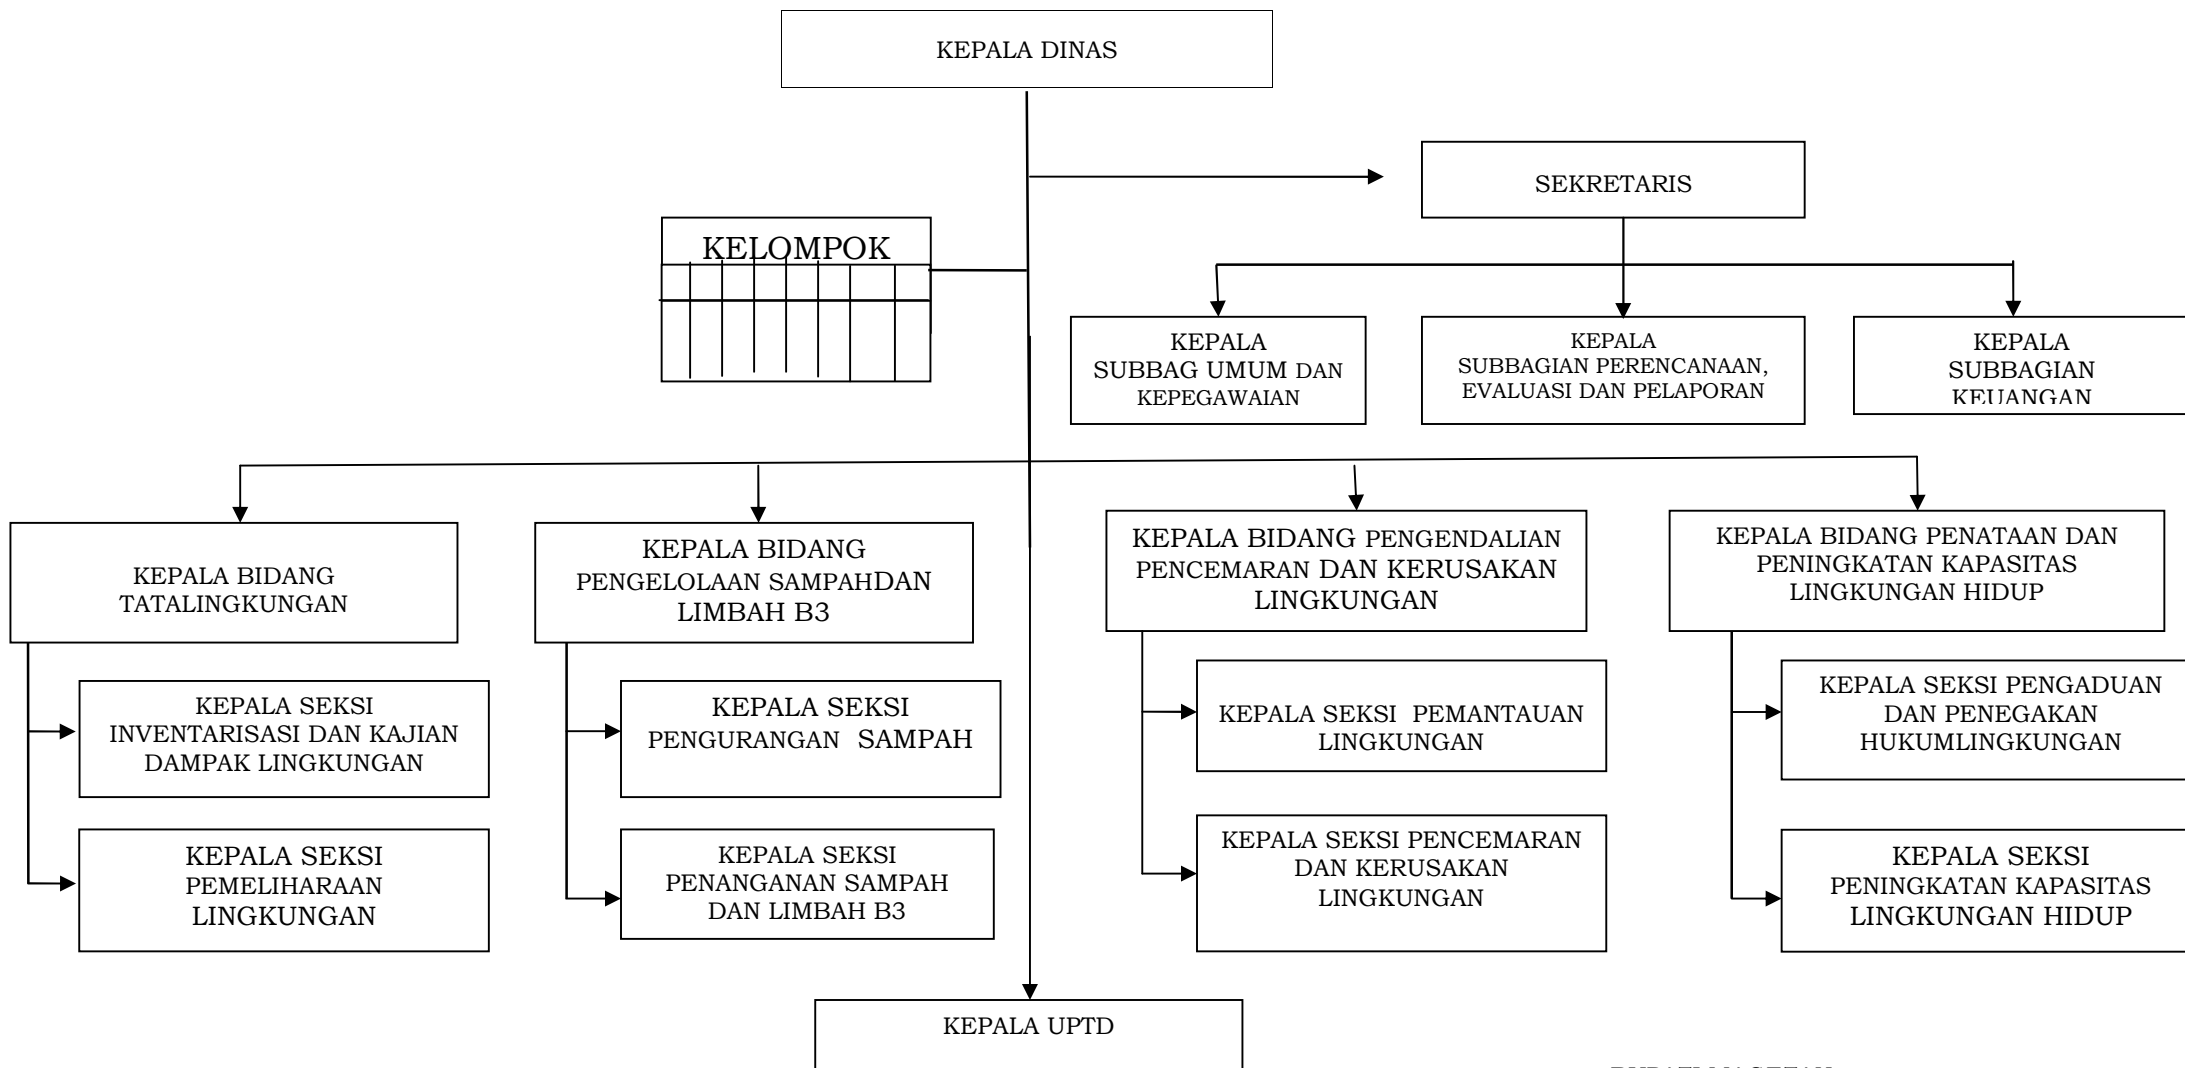 KEPALA DINAS
SEKRETARIS
KELOMPOK
KEPALA
SUBBAG UMUM DAN
KEPEGAWAIAN
KEPALA
SUBBAGIAN PERENCANAAN,
EVALUASI DAN PELAPORAN
KEPALA
SUBBAGIAN
KEUANGAN
KEPALA BIDANG
TATALINGKUNGAN
KEPALA BIDANG
PENGELOLAAN SAMPAHDAN
LIMBAH B3
KEPALA BIDANG PENGENDALIAN
PENCEMARAN DAN KERUSAKAN
LINGKUNGAN
KEPALA BIDANG PENATAAN DAN
PENINGKATAN KAPASITAS
LINGKUNGAN HIDUP
KEPALA SEKSI
INVENTARISASI DAN KAJIAN
DAMPAK LINGKUNGAN
KEPALA SEKSI
PENGURANGAN SAMPAH
KEPALA SEKSI PEMANTAUAN
LINGKUNGAN
KEPALA SEKSI PENGADUAN
DAN PENEGAKAN
HUKUMLINGKUNGAN
KEPALA SEKSI
PEMELIHARAAN
LINGKUNGAN
KEPALA SEKSI
PENANGANAN SAMPAH
DAN LIMBAH B3
KEPALA SEKSI PENCEMARAN
DAN KERUSAKAN
LINGKUNGAN
KEPALA SEKSI
PENINGKATAN KAPASITAS
LINGKUNGAN HIDUP
KEPALA UPTD